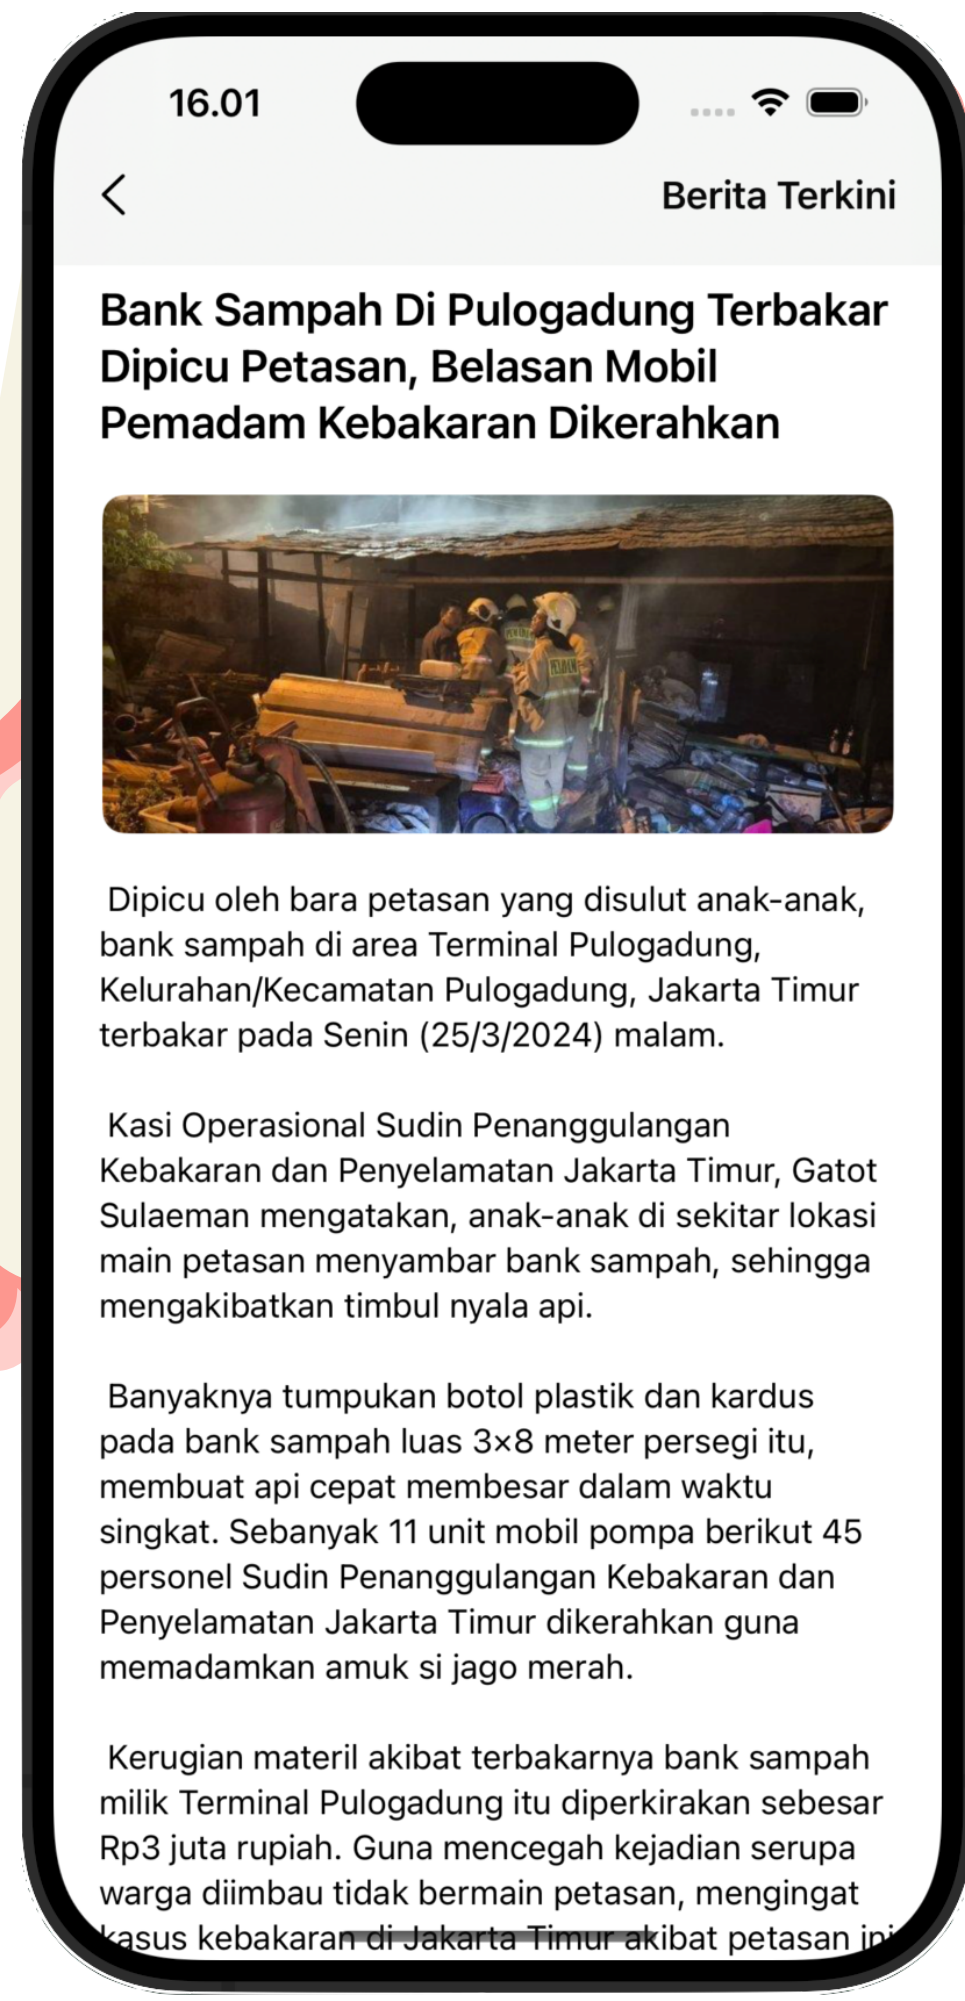 16.01
Berita Terkini
Bank Sampah Di Pulogadung Terbakar
Dipicu Petasan, Belasan Mobil
Pemadam Kebakaran Dikerahkan
Dipicu oleh bara petasan yang disulut anak-anak,
bank sampah di area Terminal Pulogadung,
Kelurahan/Kecamatan Pulogadung, Jakarta Timur
terbakar pada Senin (25/3/2024) malam.
Kasi Operasional Sudin Penanggulangan
Kebakaran dan Penyelamatan Jakarta Timur, Gatot
Sulaeman mengatakan, anak-anak di sekitar lokasi
main petasan menyambar bank sampah, sehingga
mengakibatkan timbul nyala api.
Banyaknya tumpukan botol plastik dan kardus
pada bank sampah luas 3×8 meter persegi itu,
membuat api cepat membesar dalam waktu
singkat. Sebanyak 11 unit mobil pompa berikut 45
personel Sudin Penanggulangan Kebakaran dan
Penyelamatan Jakarta Timur dikerahkan guna
memadamkan amuk si jago merah.
Kerugian materil akibat terbakarnya bank sampah
milik Terminal Pulogadung itu diperkirakan sebesar
Rp3 juta rupiah. Guna mencegah kejadian serupa
warga diimbau tidak bermain petasan, mengingat
kasus kebakaran di Jakarta Timur akibat petasan ini